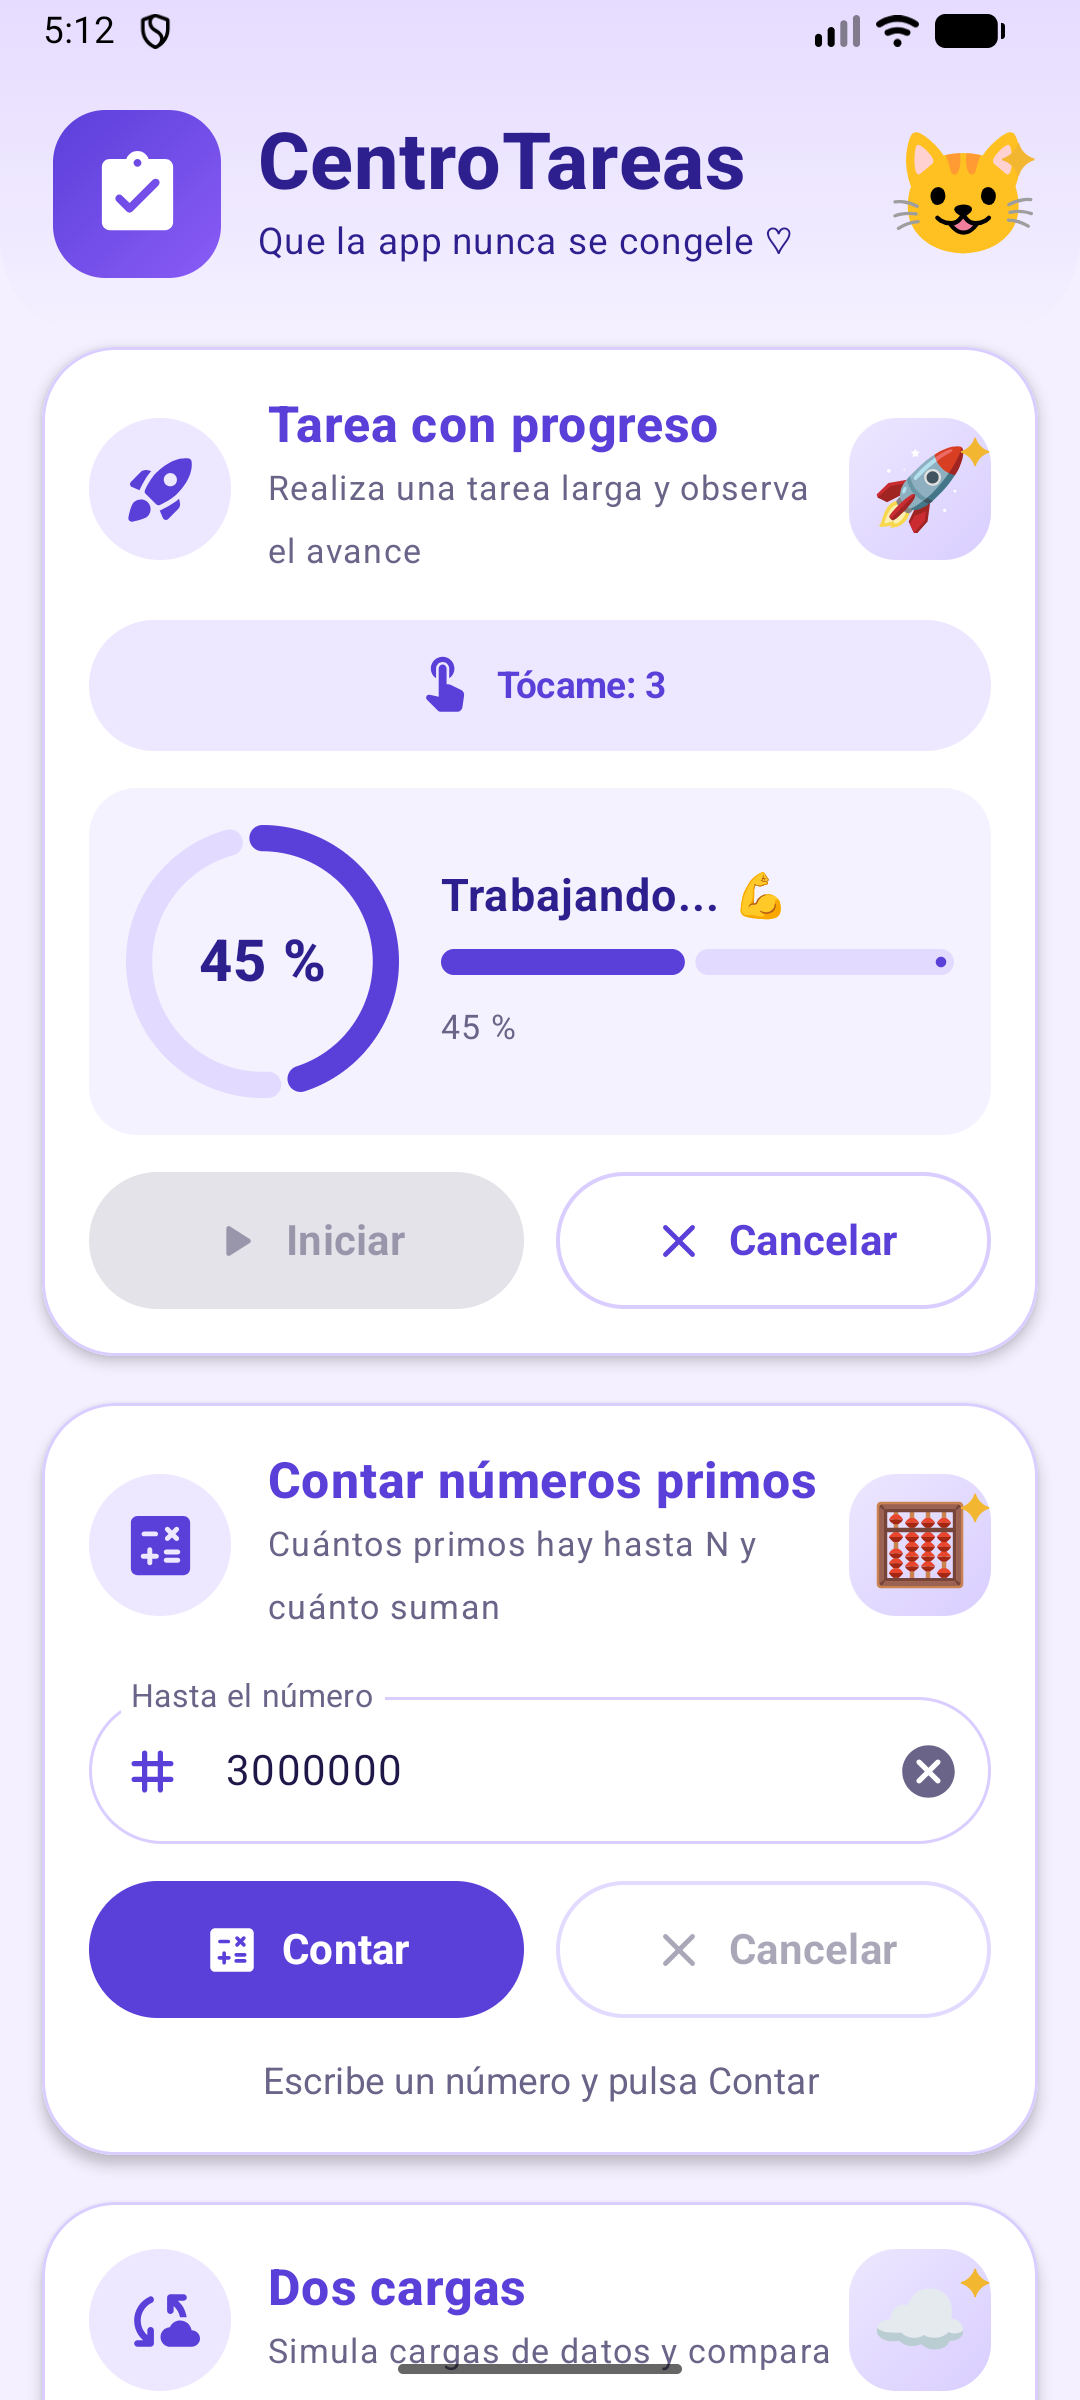 5:12
CentroTareas
Que la app nunca se congele ♡
Tarea con progreso
Realiza una tarea larga y observa
el avance
Tócame: 3
45 %
Trabajando... 💪
45 %
Iniciar
Cancelar
Contar números primos
Cuántos primos hay hasta N y
cuánto suman
Hasta el número
3000000
Contar
Cancelar
Escribe un número y pulsa Contar
Dos cargas
Simula cargas de datos y compara